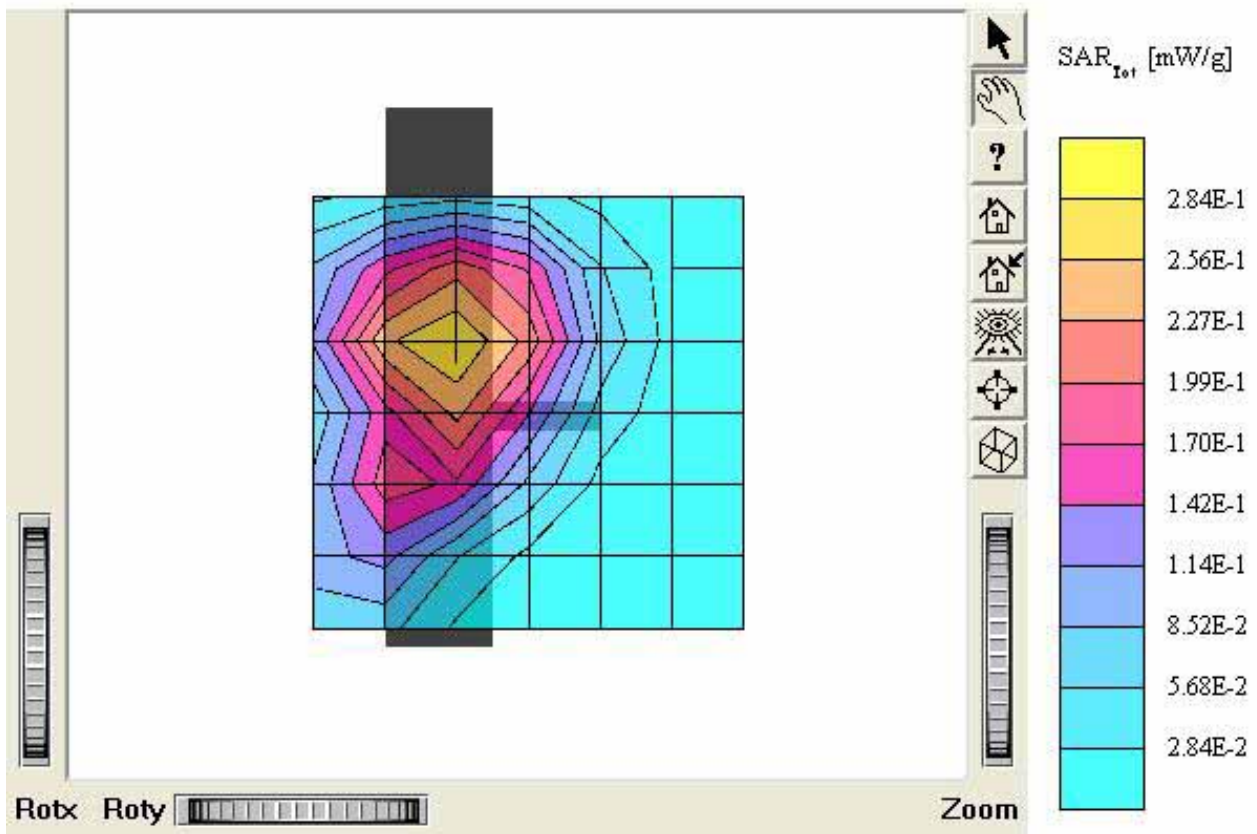 SAR_Tot [mW/g]
?
2.84E-1
2.56E-1
2.27E-1
1.99E-1
1.70E-1
1.42E-1
1.14E-1
8.52E-2
5.68E-2
2.84E-2
Rotx Roty Zoom